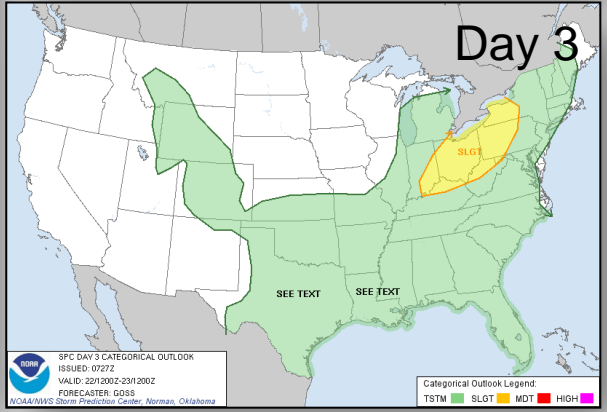 Day 3
SLGT
SEE TEXT
SEE TEXT
NOAA
SPC DAY 3 CATEGORICAL OUTLOOK
ISSUED: 0727Z
VALID: 22/1200Z-23/1200Z
FORECASTER: GOSS
NOAA/NWS Storm Prediction Center, Norman, Oklahoma
Categorical Outlook Legend:
TSTM SLGT MDT HIGH